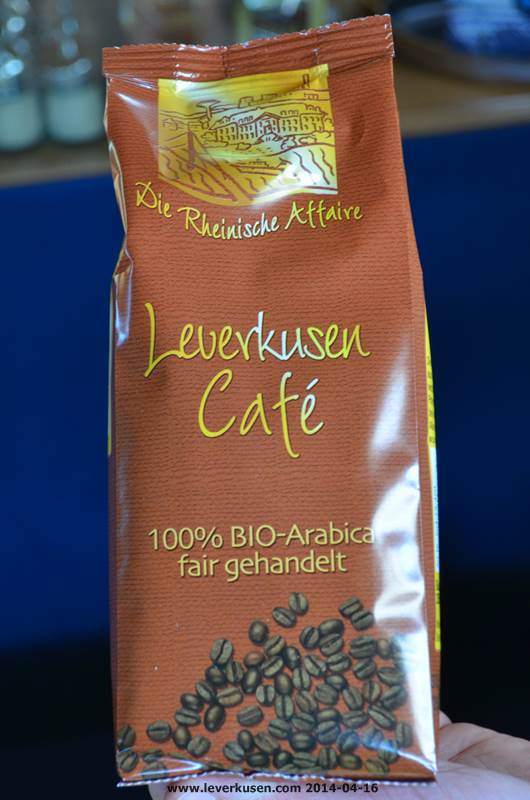 Die Rheinische Affaire
Leverkusen
Café
100% BIO-Arabica
fair gehandelt
www.leverkusen.com 2014-04-16